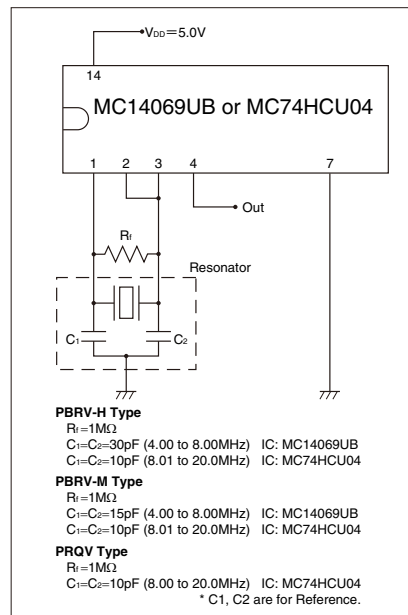 VDD=5.0V
14
MC14069UB or MC74HCU04
1 2 3 4 7
Out
Rf
Resonator
C1 C2
PBRV-H Type
Rf=1MΩ
C1=C2=30pF (4.00 to 8.00MHz) IC: MC14069UB
C1=C2=10pF (8.01 to 20.0MHz) IC: MC74HCU04
PBRV-M Type
Rf=1MΩ
C1=C2=15pF (4.00 to 8.00MHz) IC: MC14069UB
C1=C2=10pF (8.01 to 20.0MHz) IC: MC74HCU04
PRQV Type
Rf=1MΩ
C1=C2=10pF (8.00 to 20.0MHz) IC: MC74HCU04
* C1, C2 are for Reference.